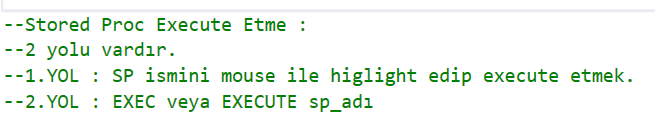 --Stored Proc Execute Etme :
--2 yolu vardır.
--1.YOL : SP ismini mouse ile higlight edip execute etmek.
--2.YOL : EXEC veya EXECUTE sp_adı